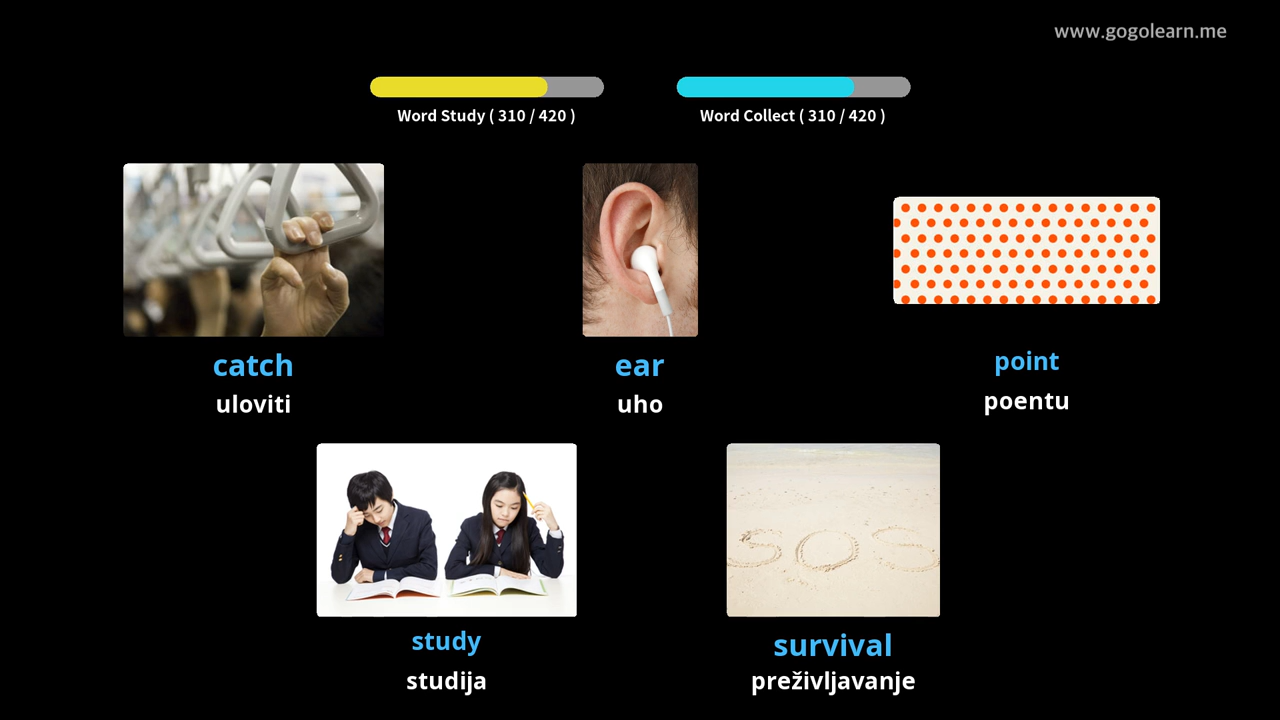 www.gogolearn.me
Word Study ( 310 / 420 )
Word Collect ( 310 / 420 )
catch
uloviti
ear
uho
point
poentu
SOS
study
studija
survival
preživljavanje